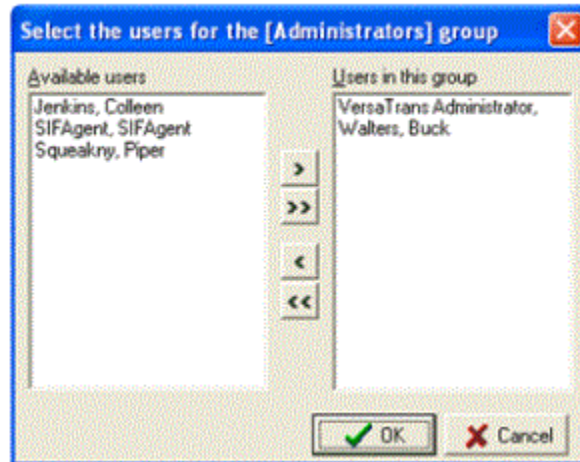 Select the users for the [Administrators] group
Available users
Jenkins, Colleen
SIFAgent, SIFAgent
Squeakny, Piper
>
>>
<
<<
Users in this group
VersaTrans Administrator,
Walters, Buck
OK
Cancel